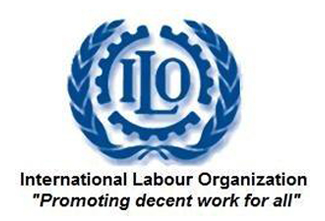 ILO
International Labour Organization
"Promoting decent work for all"